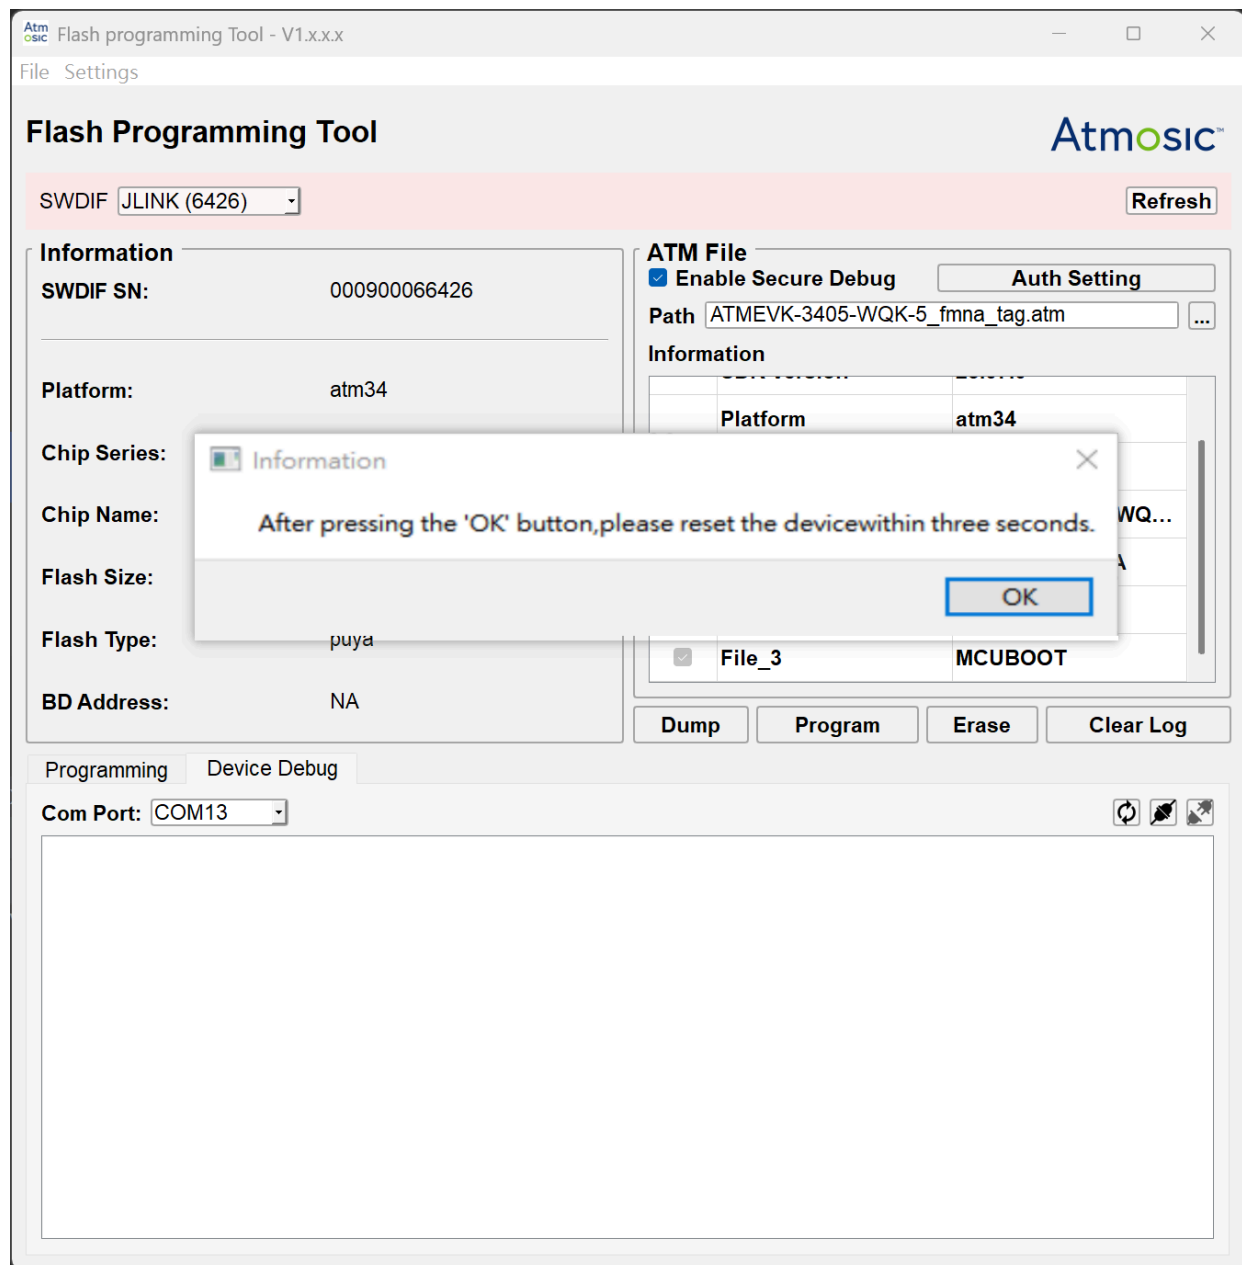 Atmosic Flash programming Tool - V1.x.x.x
File Settings
Flash Programming Tool
Atmosic™
SWDIF JLINK (6426) Refresh
Information
SWDIF SN: 000900066426
Platform: atm34
Chip Series:
Chip Name:
Flash Size:
Flash Type: puya
BD Address: NA
ATM File
Enable Secure Debug Auth Setting
Path ATMEVK-3405-WQK-5_fmna_tag.atm ...
Information
Platform atm34
WQ...
File_3 MCUBOOT
Dump Program Erase Clear Log
Information
After pressing the 'OK' button,please reset the devicewithin three seconds.
OK
Programming Device Debug
Com Port: COM13